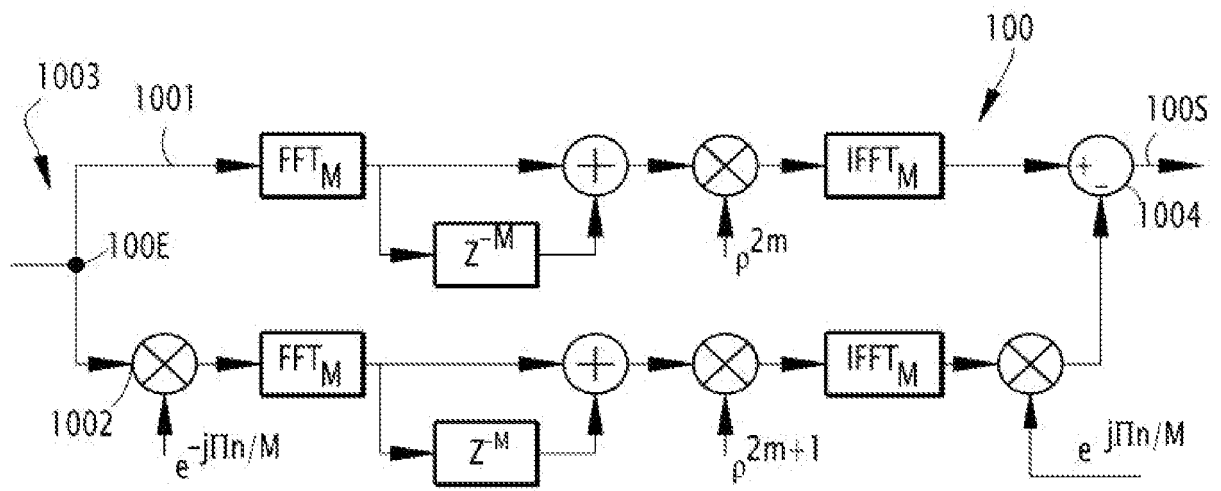 100
1003
1001
100S
FFT_M
+
×
IFFT_M
+
-
1004
100E
Z^-M
ρ^2m
FFT_M
+
×
IFFT_M
×
1002
e^-jΠn/M
Z^-M
ρ^2m+1
e^jΠn/M